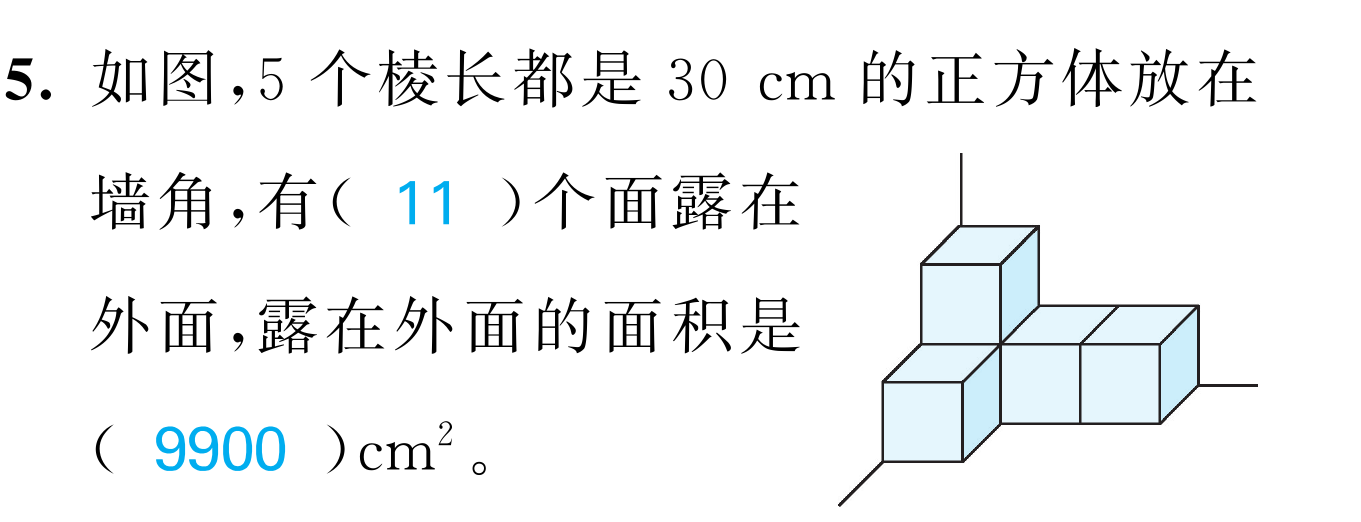 5. 如图,5 个棱长都是 30 cm 的正方体放在
墙角,有( 11 )个面露在
外面,露在外面的面积是
( 9900 )cm²。